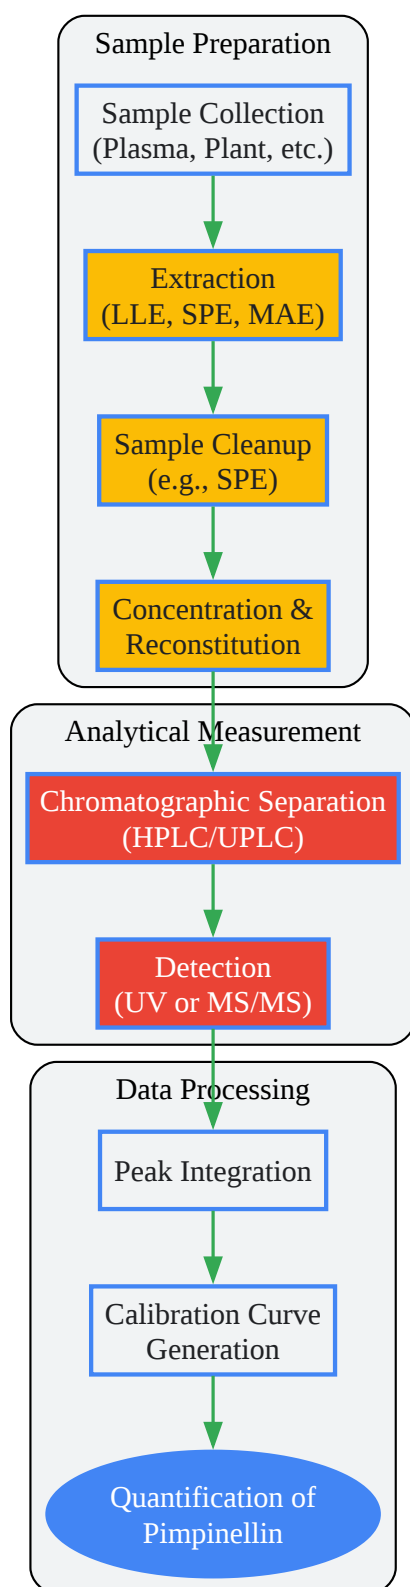 Sample Preparation
Sample Collection
(Plasma, Plant, etc.)
Extraction
(LLE, SPE, MAE)
Sample Cleanup
(e.g., SPE)
Concentration &
Reconstitution
Analytical Measurement
Chromatographic Separation
(HPLC/UPLC)
Detection
(UV or MS/MS)
Data Processing
Peak Integration
Calibration Curve
Generation
Quantification of
Pimpinellin